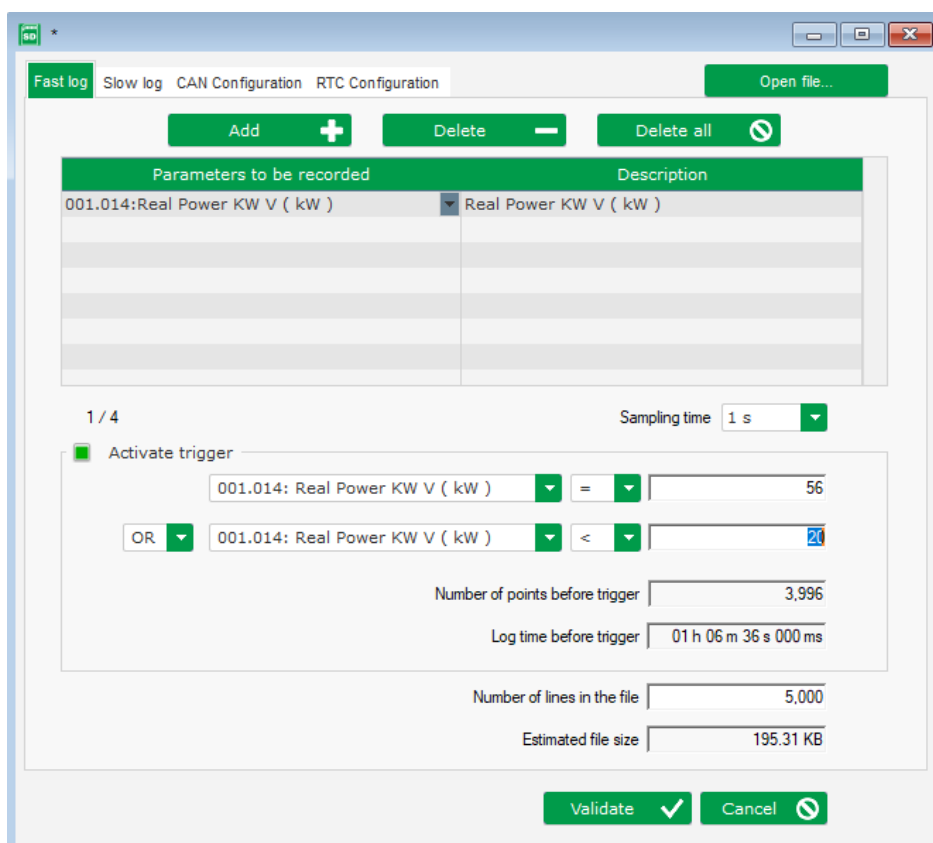 SD *
Fast log Slow log CAN Configuration RTC Configuration Open file...
Add Delete Delete all
Parameters to be recorded Description
001.014:Real Power KW V ( kW ) Real Power KW V ( kW )
1 / 4 Sampling time 1 s
Activate trigger
001.014: Real Power KW V ( kW ) = 56
OR 001.014: Real Power KW V ( kW ) < 20
Number of points before trigger 3,996
Log time before trigger 01 h 06 m 36 s 000 ms
Number of lines in the file 5,000
Estimated file size 195.31 KB
Validate Cancel